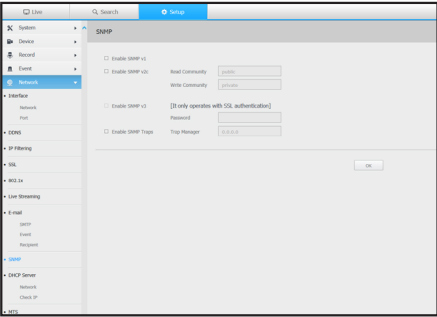 Live
Search
Setup
System
Device
Record
Event
Network
Interface
Network
Port
DDNS
IP Filtering
SSL
802.1x
Live Streaming
E-mail
SMTP
Event
Recipient
SNMP
DHCP Server
Network
Check IP
MTS
SNMP
Enable SNMP v1
Enable SNMP v2c Read Community public
Write Community private
Enable SNMP v3 [It only operates with SSL authentication]
Password
Enable SNMP Traps Trap Manager 0.0.0.0
OK